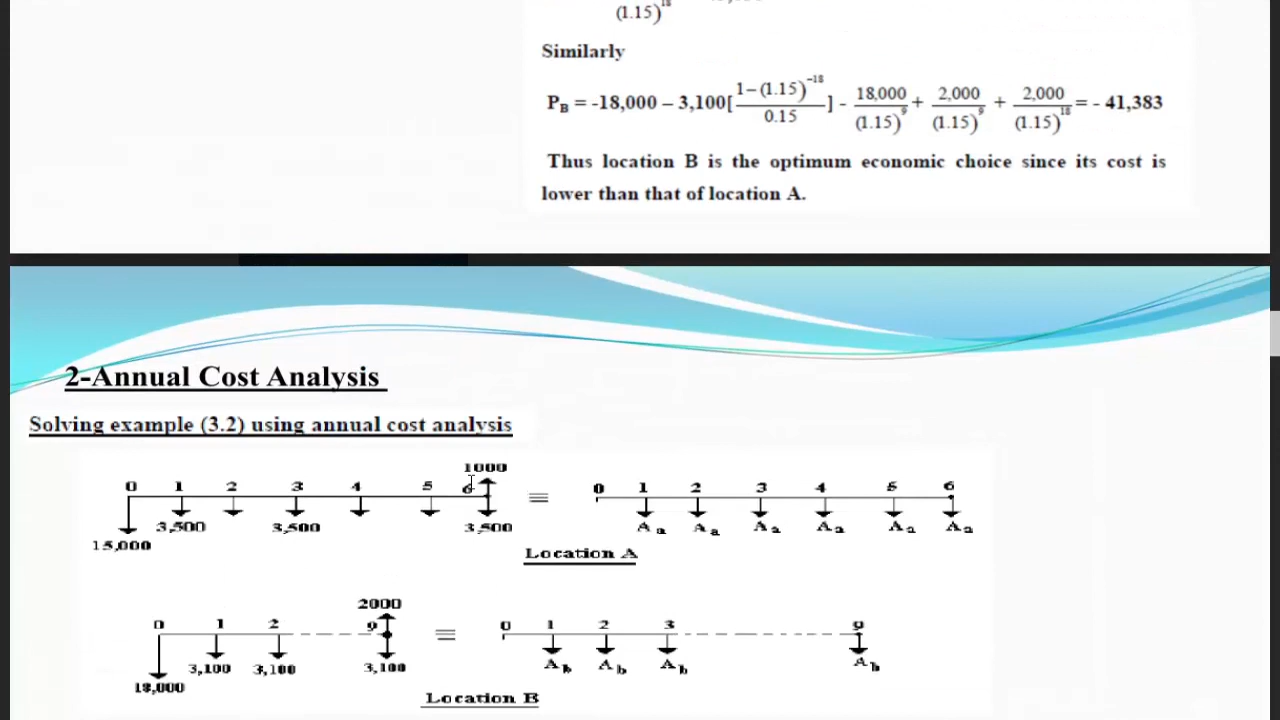 (1.15)^18
Similarly
P_B = -18,000 – 3,100[ (1−(1.15)^−18) / 0.15 ] - 18,000 / (1.15)^9 + 2,000 / (1.15)^9 + 2,000 / (1.15)^18 = - 41,383
Thus location B is the optimum economic choice since its cost is
lower than that of location A.
2-Annual Cost Analysis
Solving example (3.2) using annual cost analysis
1000
0 1 2 3 4 5 6 ≡ 0 1 2 3 4 5 6
3,500 3,500 3,500 A_a A_a A_a A_a A_a A_a
15,000
Location A
2000
0 1 2 9 ≡ 0 1 2 3 9
3,100 3,100 3,100 A_b A_b A_b A_b
18,000
Location B